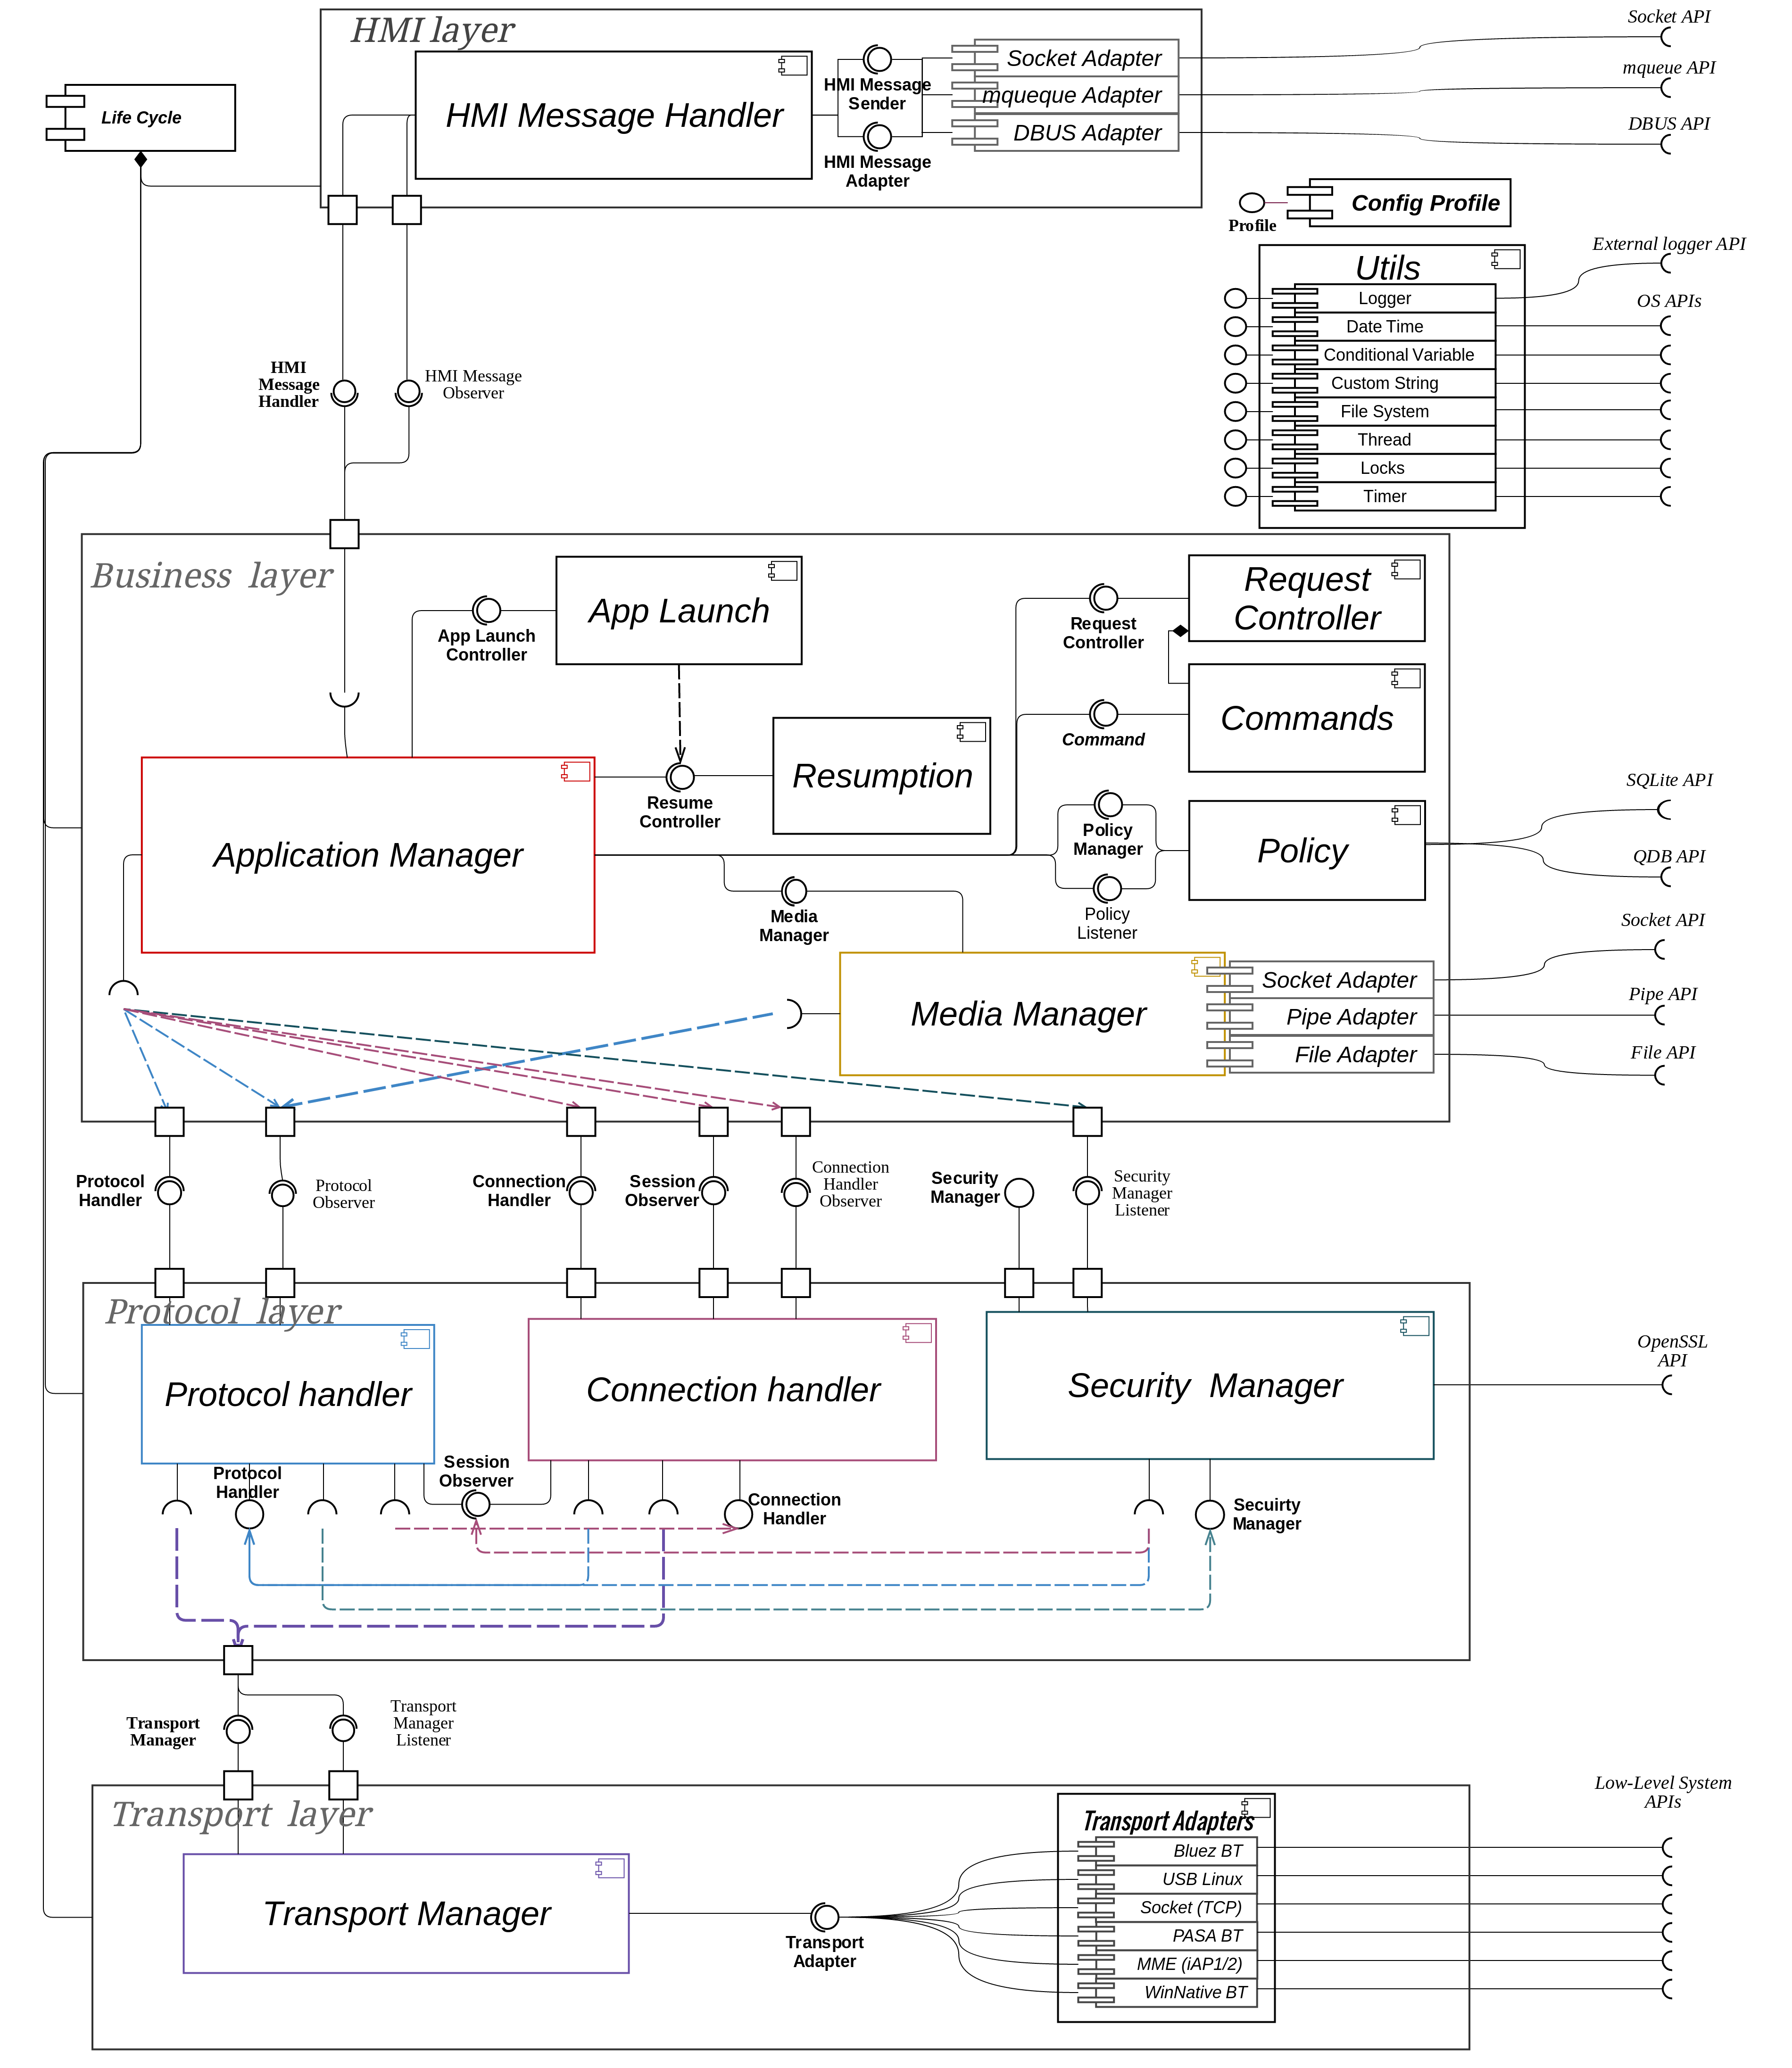 HMI layer
Socket API
HMI Message Handler
HMI Message
Sender
Socket Adapter
mqueue API
mqueque Adapter
Life Cycle
DBUS API
DBUS Adapter
HMI Message
Adapter
Config Profile
Profile
External logger API
Utils
Logger
OS APIs
Date Time
Conditional Variable
Custom String
File System
Thread
Locks
Timer
HMI
Message
Handler
HMI Message
Observer
Business layer
App Launch
App Launch
Controller
Request
Controller
Request
Controller
Commands
Command
Resumption
Resume
Controller
Application Manager
Policy
Manager
Policy
SQLite API
QDB API
Policy
Listener
Media
Manager
Socket API
Media Manager
Socket Adapter
Pipe API
Pipe Adapter
File API
File Adapter
Protocol
Handler
Protocol
Observer
Connection
Handler
Session
Observer
Connection
Handler
Observer
Security
Manager
Security
Manager
Listener
Protocol layer
Protocol handler
Connection handler
Security Manager
OpenSSL
API
Protocol
Handler
Session
Observer
Connection
Handler
Secuirty
Manager
Transport
Manager
Transport
Manager
Listener
Transport layer
Low-Level System
APIs
Transport Adapters
Bluez BT
USB Linux
Socket (TCP)
PASA BT
MME (iAP1/2)
WinNative BT
Transport Manager
Transport
Adapter